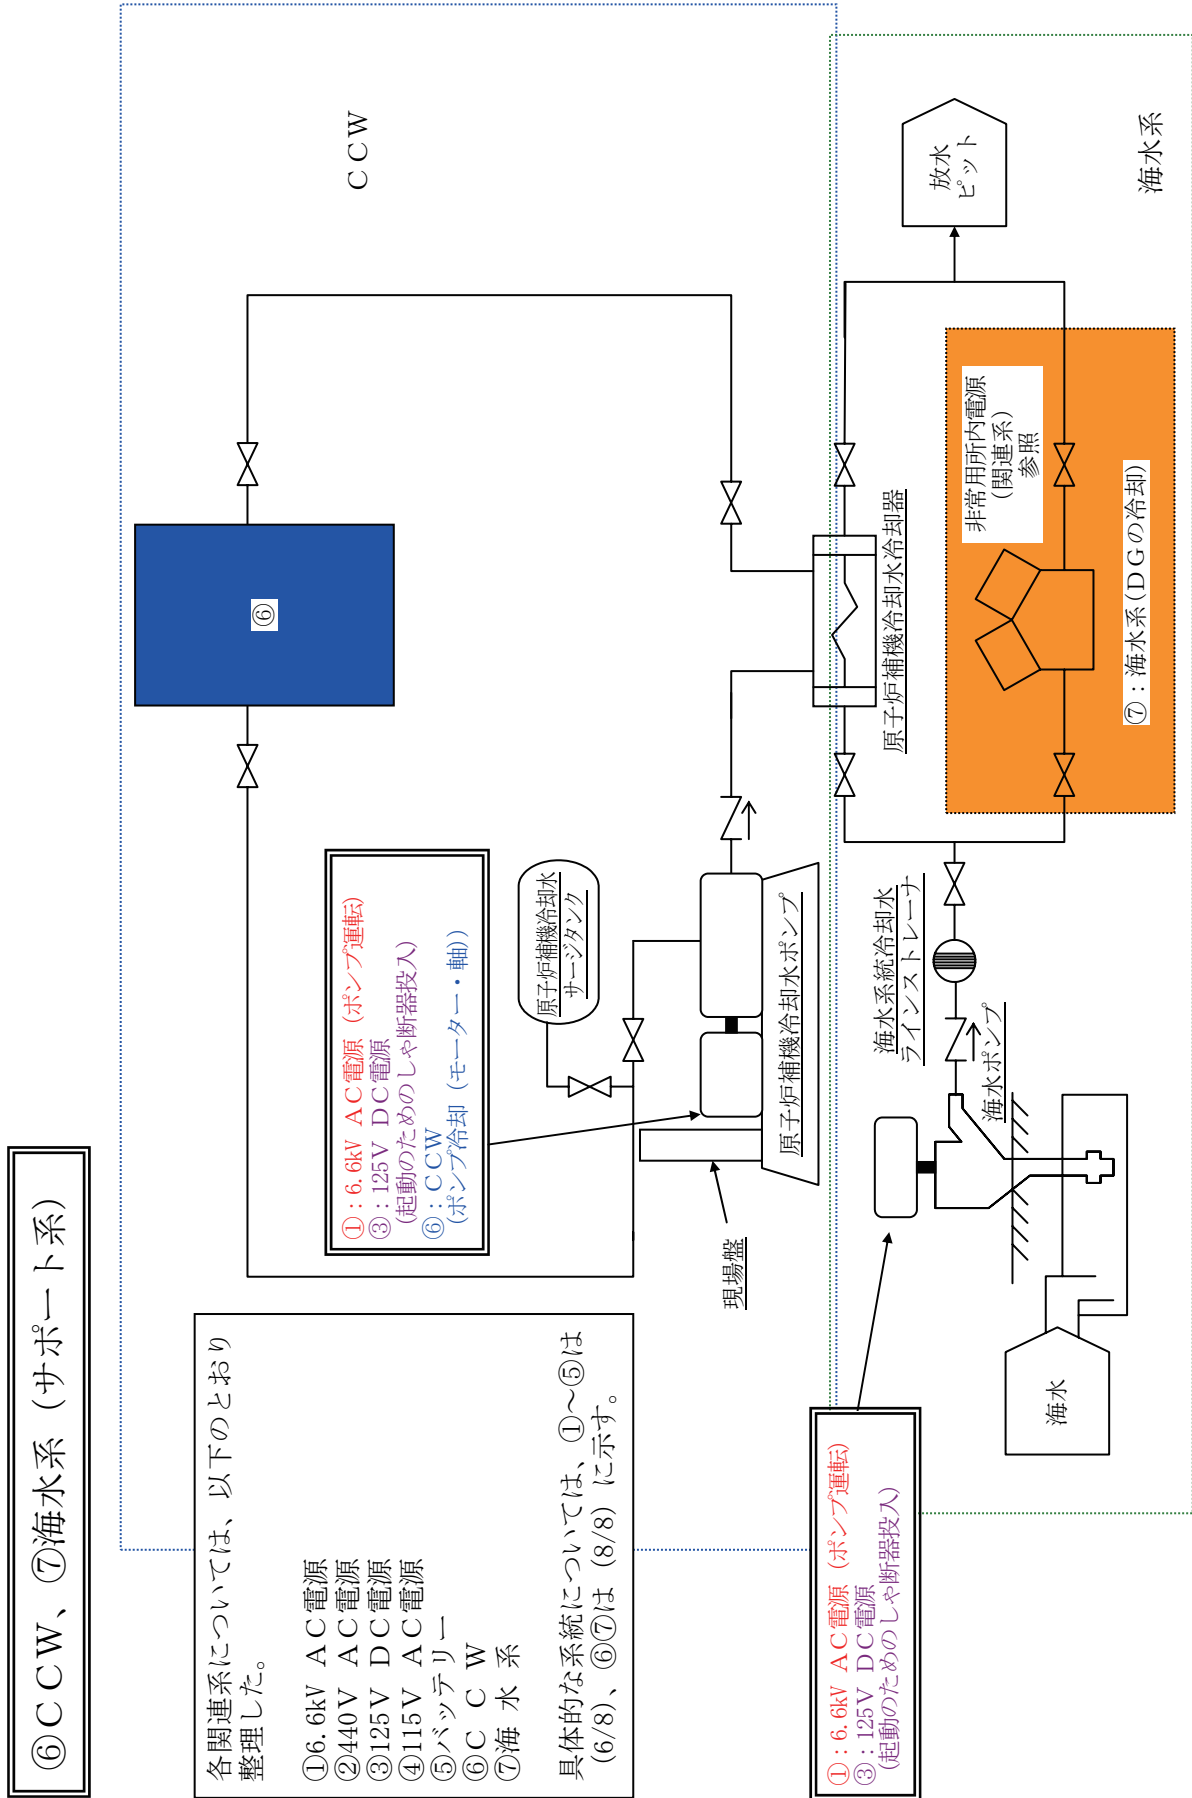 ⑥ＣＣＷ、⑦海水系（サポート系）
各関連系については、以下のとおり
整理した。
①6.6kV ＡＣ電源
②440V ＡＣ電源
③125V ＤＣ電源
④115V ＡＣ電源
⑤バッテリー
⑥Ｃ Ｃ Ｗ
⑦海 水 系
具体的な系統については、①～⑤は
(6/8)、⑥⑦は (8/8) に示す。
ＣＣＷ
⑥
①：6.6kV ＡＣ電源（ポンプ運転）
③：125V ＤＣ電源
(起動のためのしゃ断器投入)
⑥：ＣＣＷ
(ポンプ冷却（モーター・軸）)
原子炉補機冷却水
サージタンク
現場盤
原子炉補機冷却水ポンプ
原子炉補機冷却水冷却器
①：6.6kV ＡＣ電源（ポンプ運転）
③：125V ＤＣ電源
(起動のためのしゃ断器投入)
海水
海水ポンプ
海水系統冷却水
ラインストレーナ
非常用所内電源
(関連系)
参照
⑦：海水系(ＤＧの冷却)
放水
ピット
海水系